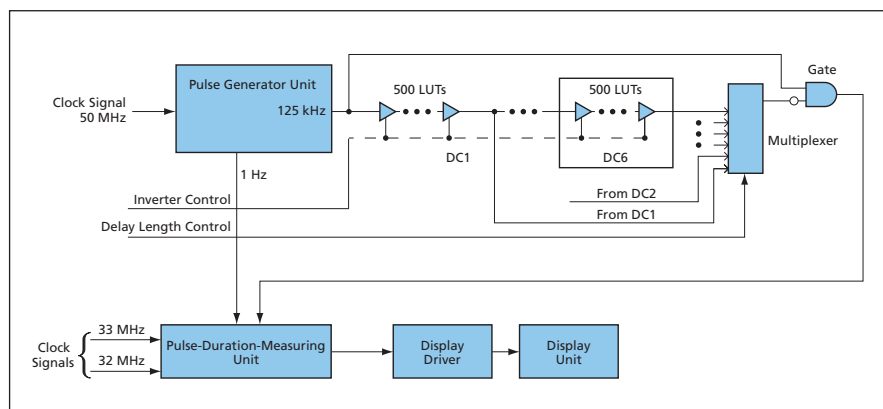 Gate
Pulse Generator Unit
500 LUTs
500 LUTs
Clock Signal
50 MHz
125 kHz
Multiplexer
DC1
DC6
1 Hz
Inverter Control
From DC2
From DC1
Delay Length Control
33 MHz
Clock
Signals
32 MHz
Pulse-Duration-Measuring
Unit
Display
Driver
Display
Unit